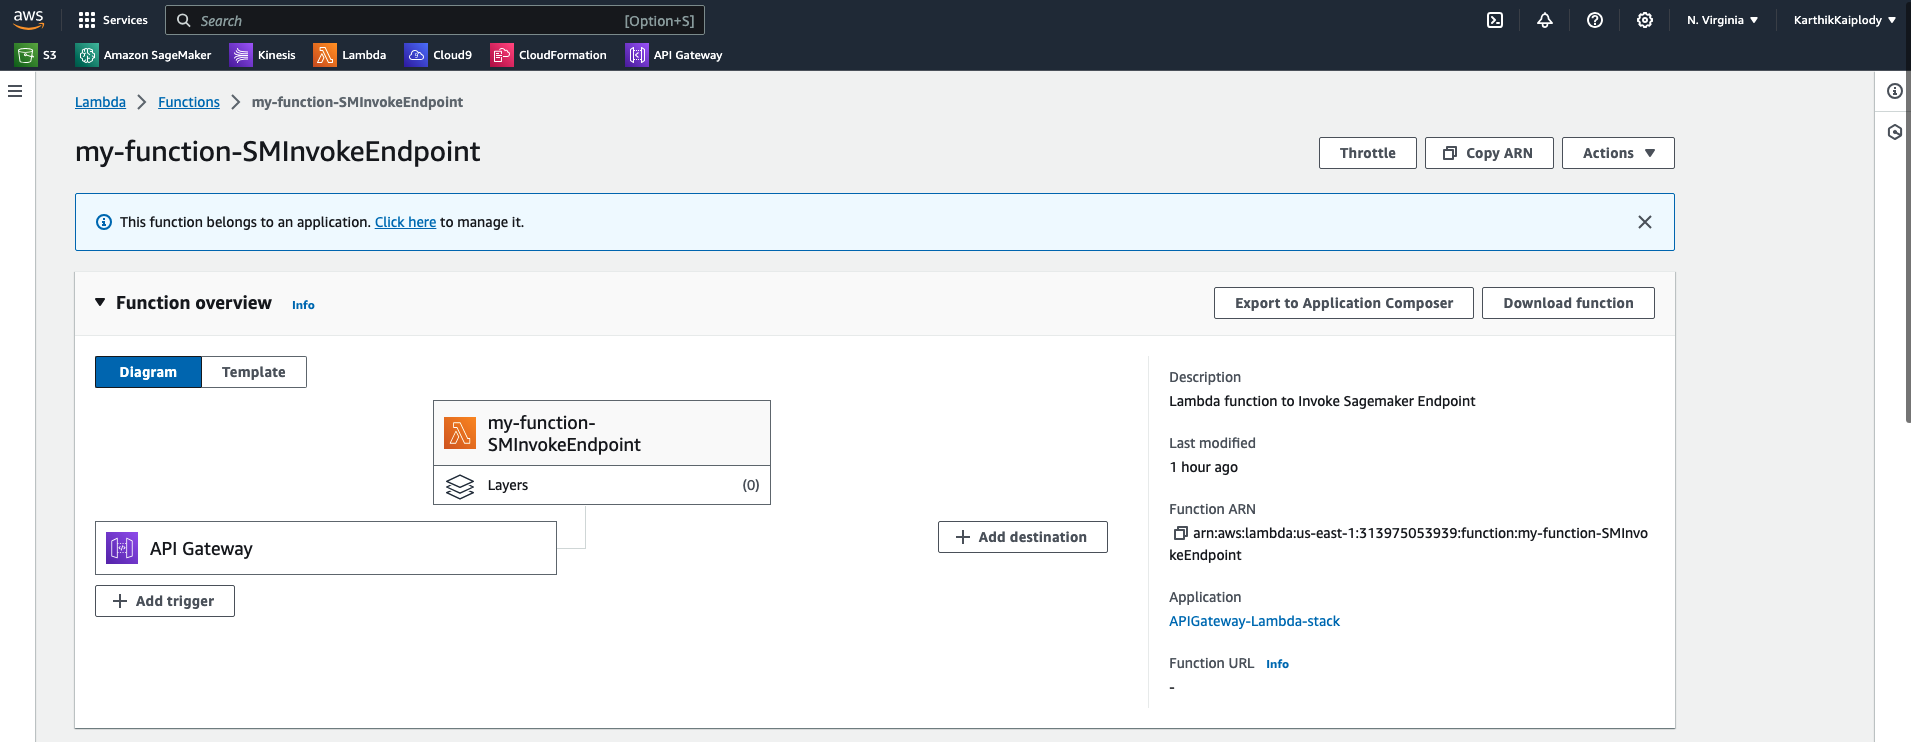 aws
Services
Search
[Option+S]
N. Virginia
KarthikKaiplody
S3
Amazon SageMaker
Kinesis
Lambda
Cloud9
CloudFormation
API Gateway
Lambda
Functions
my-function-SMInvokeEndpoint
my-function-SMInvokeEndpoint
Throttle
Copy ARN
Actions
This function belongs to an application. Click here to manage it.
Function overview
Info
Export to Application Composer
Download function
Diagram
Template
my-function-
SMInvokeEndpoint
Layers
(0)
API Gateway
Add trigger
Add destination
Description
Lambda function to Invoke Sagemaker Endpoint
Last modified
1 hour ago
Function ARN
arn:aws:lambda:us-east-1:313975053939:function:my-function-SMInvo
keEndpoint
Application
APIGateway-Lambda-stack
Function URL
Info
-